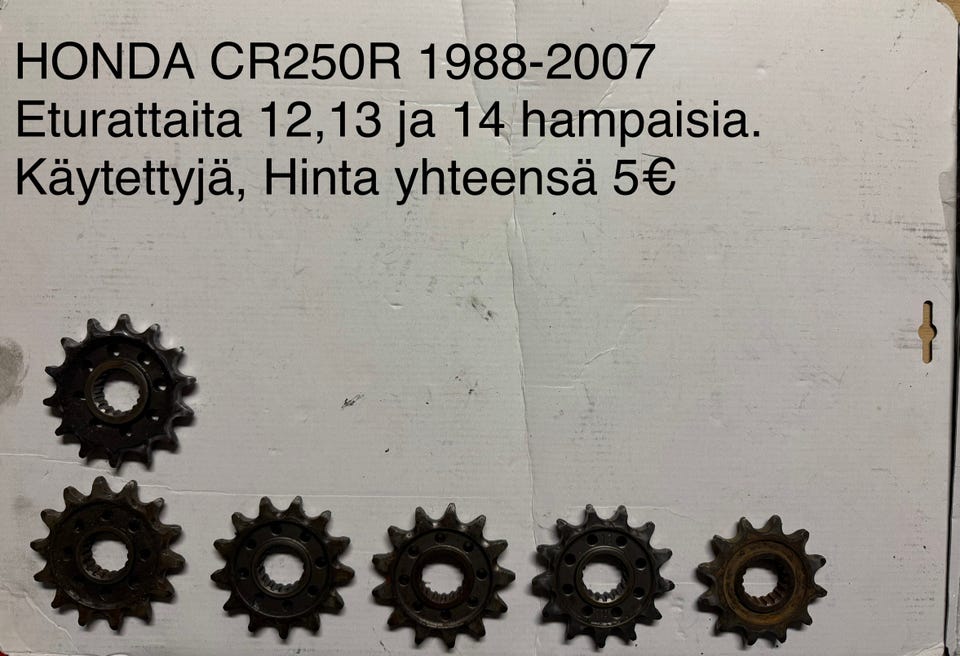 HONDA CR250R 1988-2007
Eturattaita 12,13 ja 14 hampaisia.
Käytettyjä, Hinta yhteensä 5€